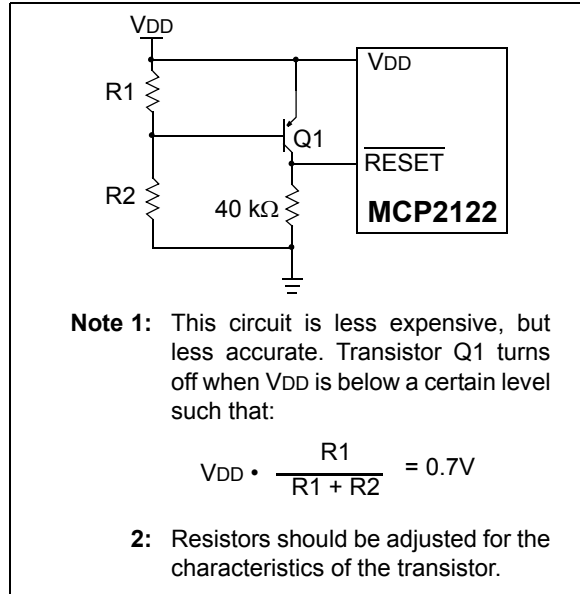 VDD
VDD
R1
Q1
RESET
R2
40 kΩ
MCP2122
Note 1: This circuit is less expensive, but
less accurate. Transistor Q1 turns
off when VDD is below a certain level
such that:
VDD • R1 / R1 + R2 = 0.7V
2: Resistors should be adjusted for the
characteristics of the transistor.